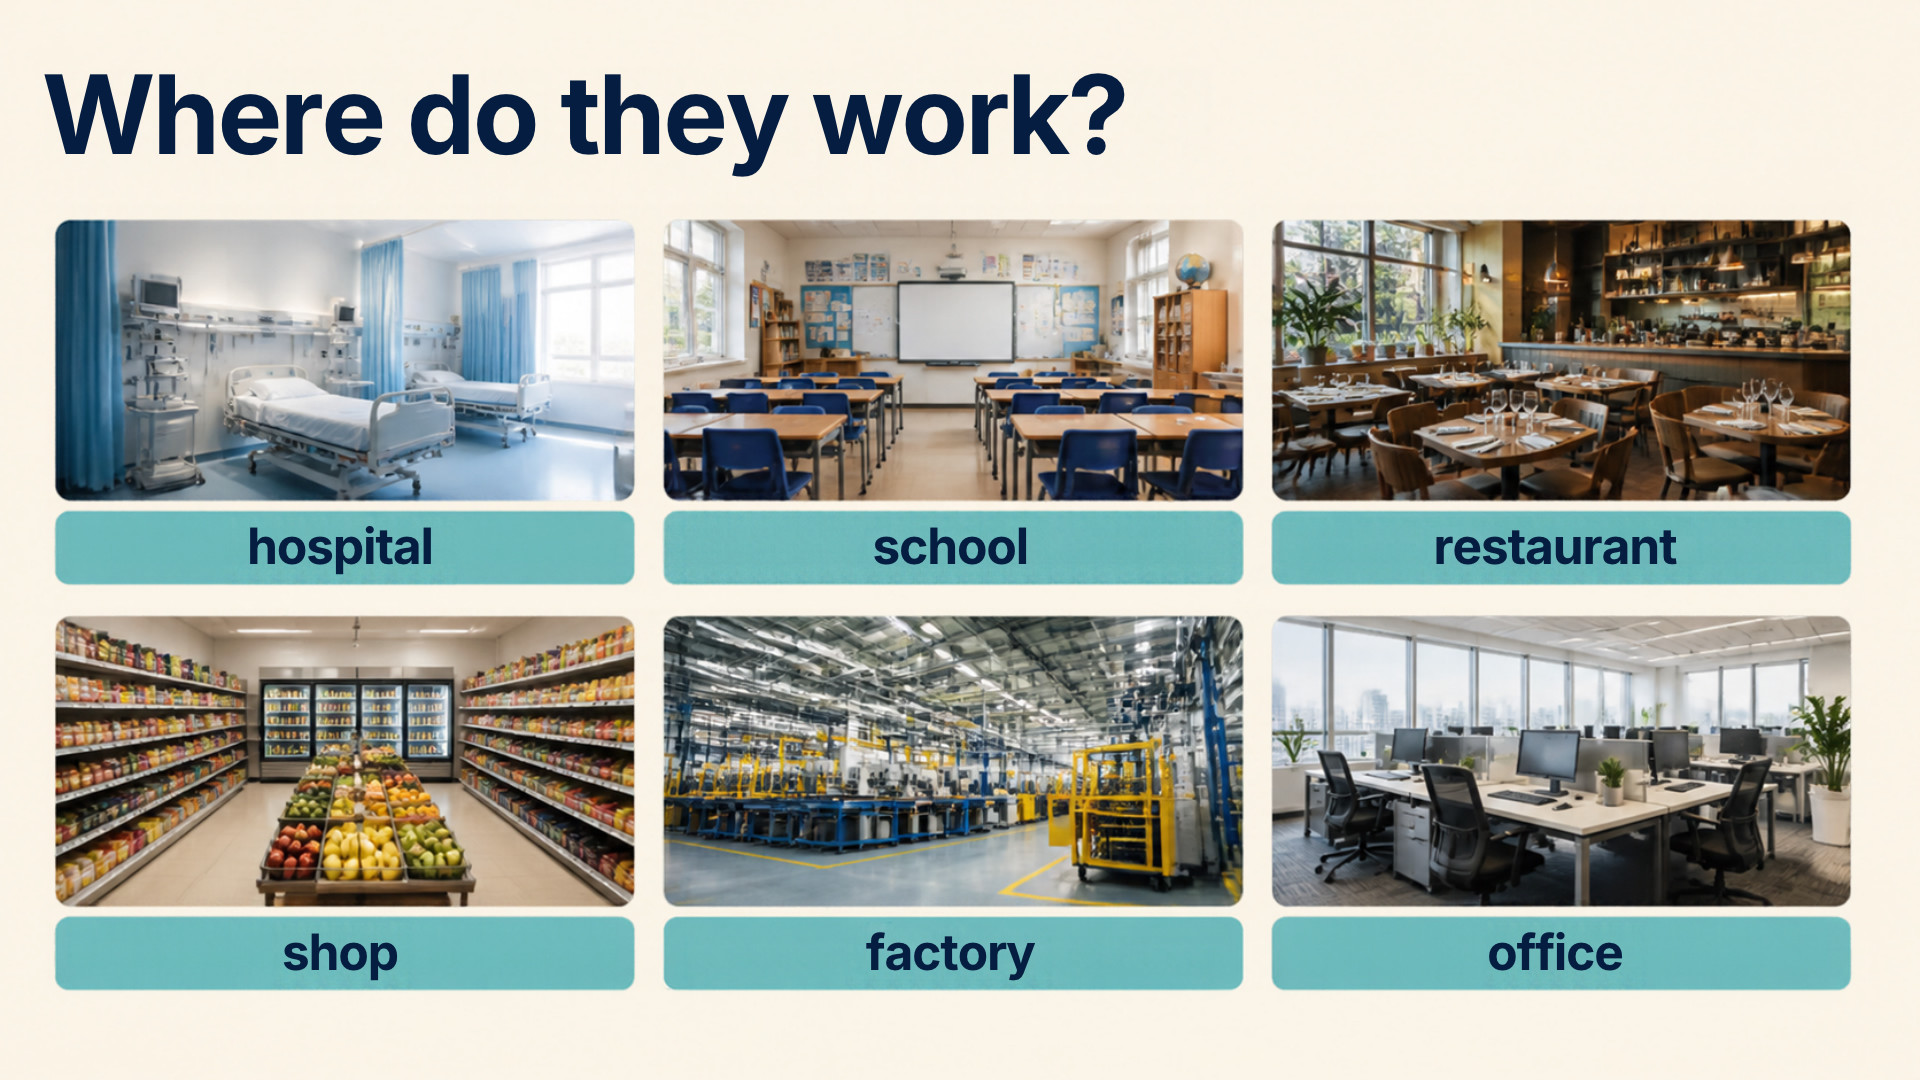 Where do they work?
hospital
school
restaurant
shop
factory
office